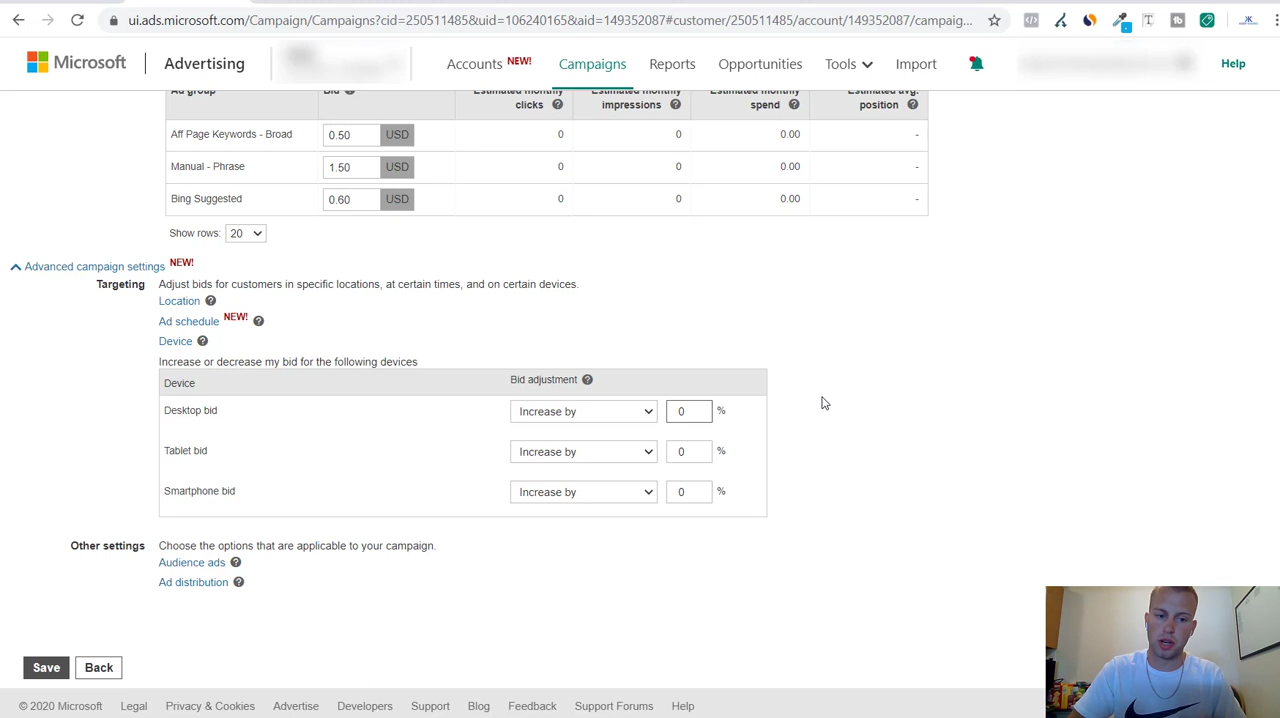 ui.ads.microsoft.com/Campaign/Campaigns?cid=250511485&uid=106240165&aid=149352087#customer/250511485/account/149352087/campaig...
Microsoft | Advertising
Accounts NEW! Campaigns Reports Opportunities Tools Import Help
Ad group Bid Estimated monthly clicks Estimated monthly impressions Estimated monthly spend Estimated avg. position
Aff Page Keywords - Broad 0.50 USD 0 0 0.00 -
Manual - Phrase 1.50 USD 0 0 0.00 -
Bing Suggested 0.60 USD 0 0 0.00 -
Show rows: 20
Advanced campaign settings NEW!
Targeting Adjust bids for customers in specific locations, at certain times, and on certain devices.
Location
Ad schedule NEW!
Device
Increase or decrease my bid for the following devices
Device Bid adjustment
Desktop bid Increase by 0 %
Tablet bid Increase by 0 %
Smartphone bid Increase by 0 %
Other settings Choose the options that are applicable to your campaign.
Audience ads
Ad distribution
Save Back
© 2020 Microsoft Legal Privacy & Cookies Advertise Developers Support Blog Feedback Support Forums Help